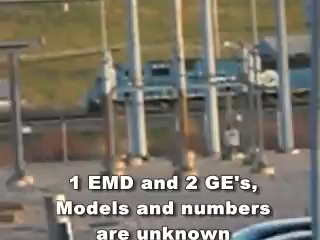 1 EMD and 2 GE's,
Models and numbers
are unknown